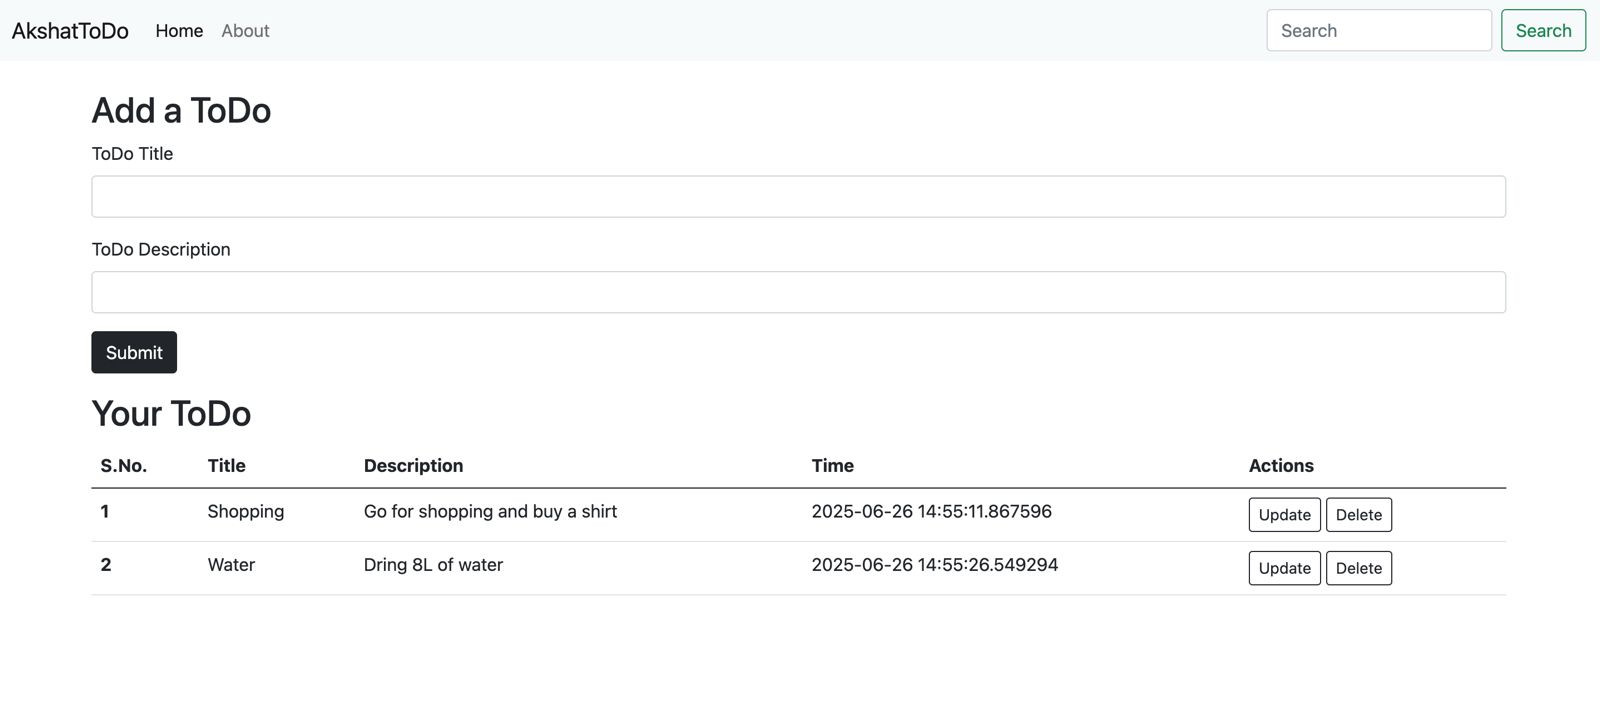 AkshatToDo Home About Search Search
Add a ToDo
ToDo Title
ToDo Description
Submit
Your ToDo
S.No. Title Description Time Actions
1 Shopping Go for shopping and buy a shirt 2025-06-26 14:55:11.867596 Update Delete
2 Water Dring 8L of water 2025-06-26 14:55:26.549294 Update Delete